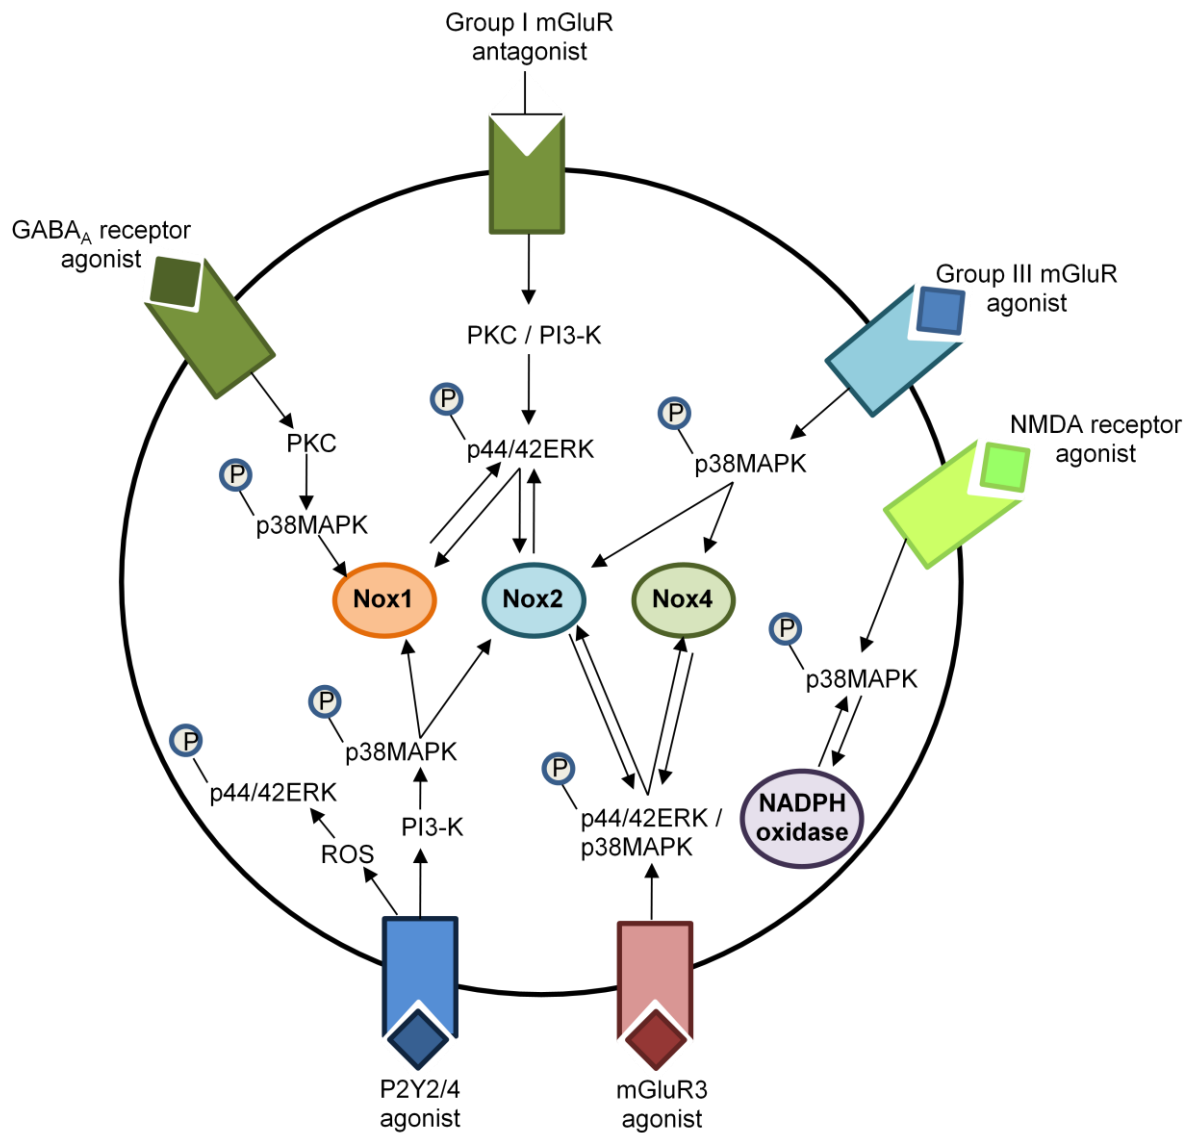 Group I mGluR
antagonist
GABA_A receptor
agonist
Group III mGluR
agonist
PKC / PI3-K
P
P
p44/42ERK
NMDA receptor
agonist
PKC
p38MAPK
P
p38MAPK
Nox1
Nox2
Nox4
P
p38MAPK
P
P
p38MAPK
P
p44/42ERK
NADPH
oxidase
p44/42ERK /
p38MAPK
PI3-K
ROS
P2Y2/4
agonist
mGluR3
agonist